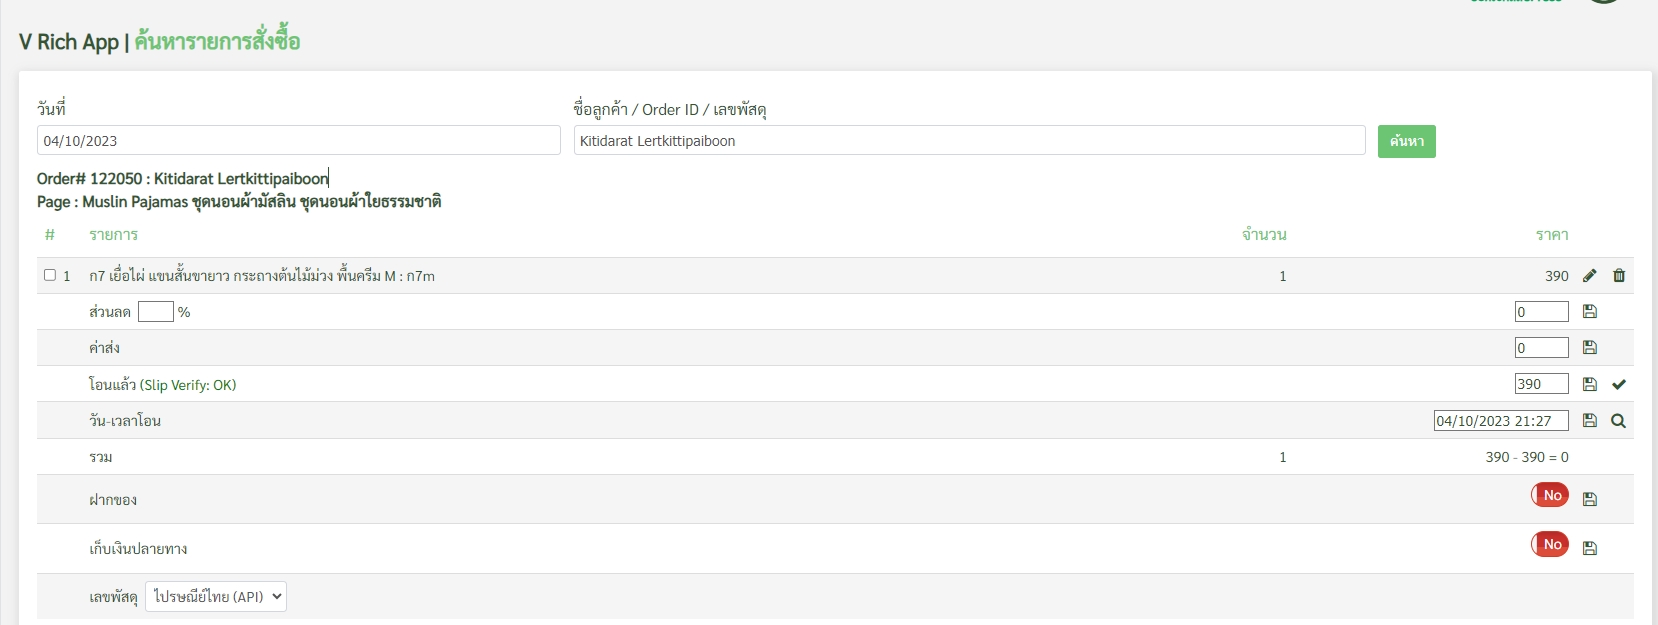 V Rich App | ค้นหารายการสั่งซื้อ
วันที่ ชื่อลูกค้า / Order ID / เลขพัสดุ
04/10/2023 Kitidarat Lertkittipaiboon ค้นหา
Order# 122050 : Kitidarat Lertkittipaiboon
Page : Muslin Pajamas ชุดนอนผ้ามัสลิน ชุดนอนผ้าใยธรรมชาติ
# รายการ จำนวน ราคา
1 ก7 เยื่อไผ่ แขนสั้นขายาว กระถางต้นไม้ม่วง พื้นครีม M : ก7m 1 390
ส่วนลด % 0
ค่าส่ง 0
โอนแล้ว (Slip Verify: OK) 390
วัน-เวลาโอน 04/10/2023 21:27
รวม 1 390 - 390 = 0
ฝากของ No
เก็บเงินปลายทาง No
เลขพัสดุ ไปรษณีย์ไทย (API)